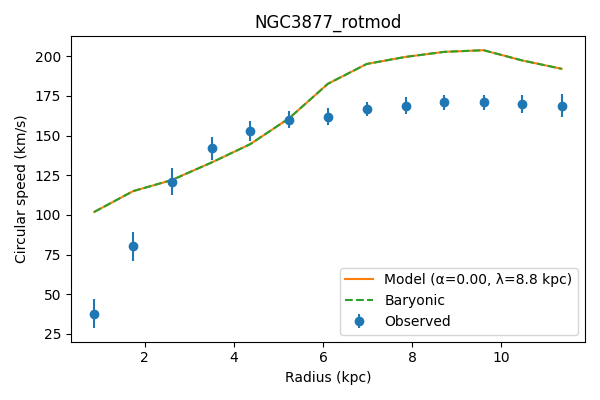 NGC3877_rotmod
Circular speed (km/s)
200
175
150
125
100
75
50
25
Model (α=0.00, λ=8.8 kpc)
Baryonic
Observed
2
4
6
8
10
Radius (kpc)